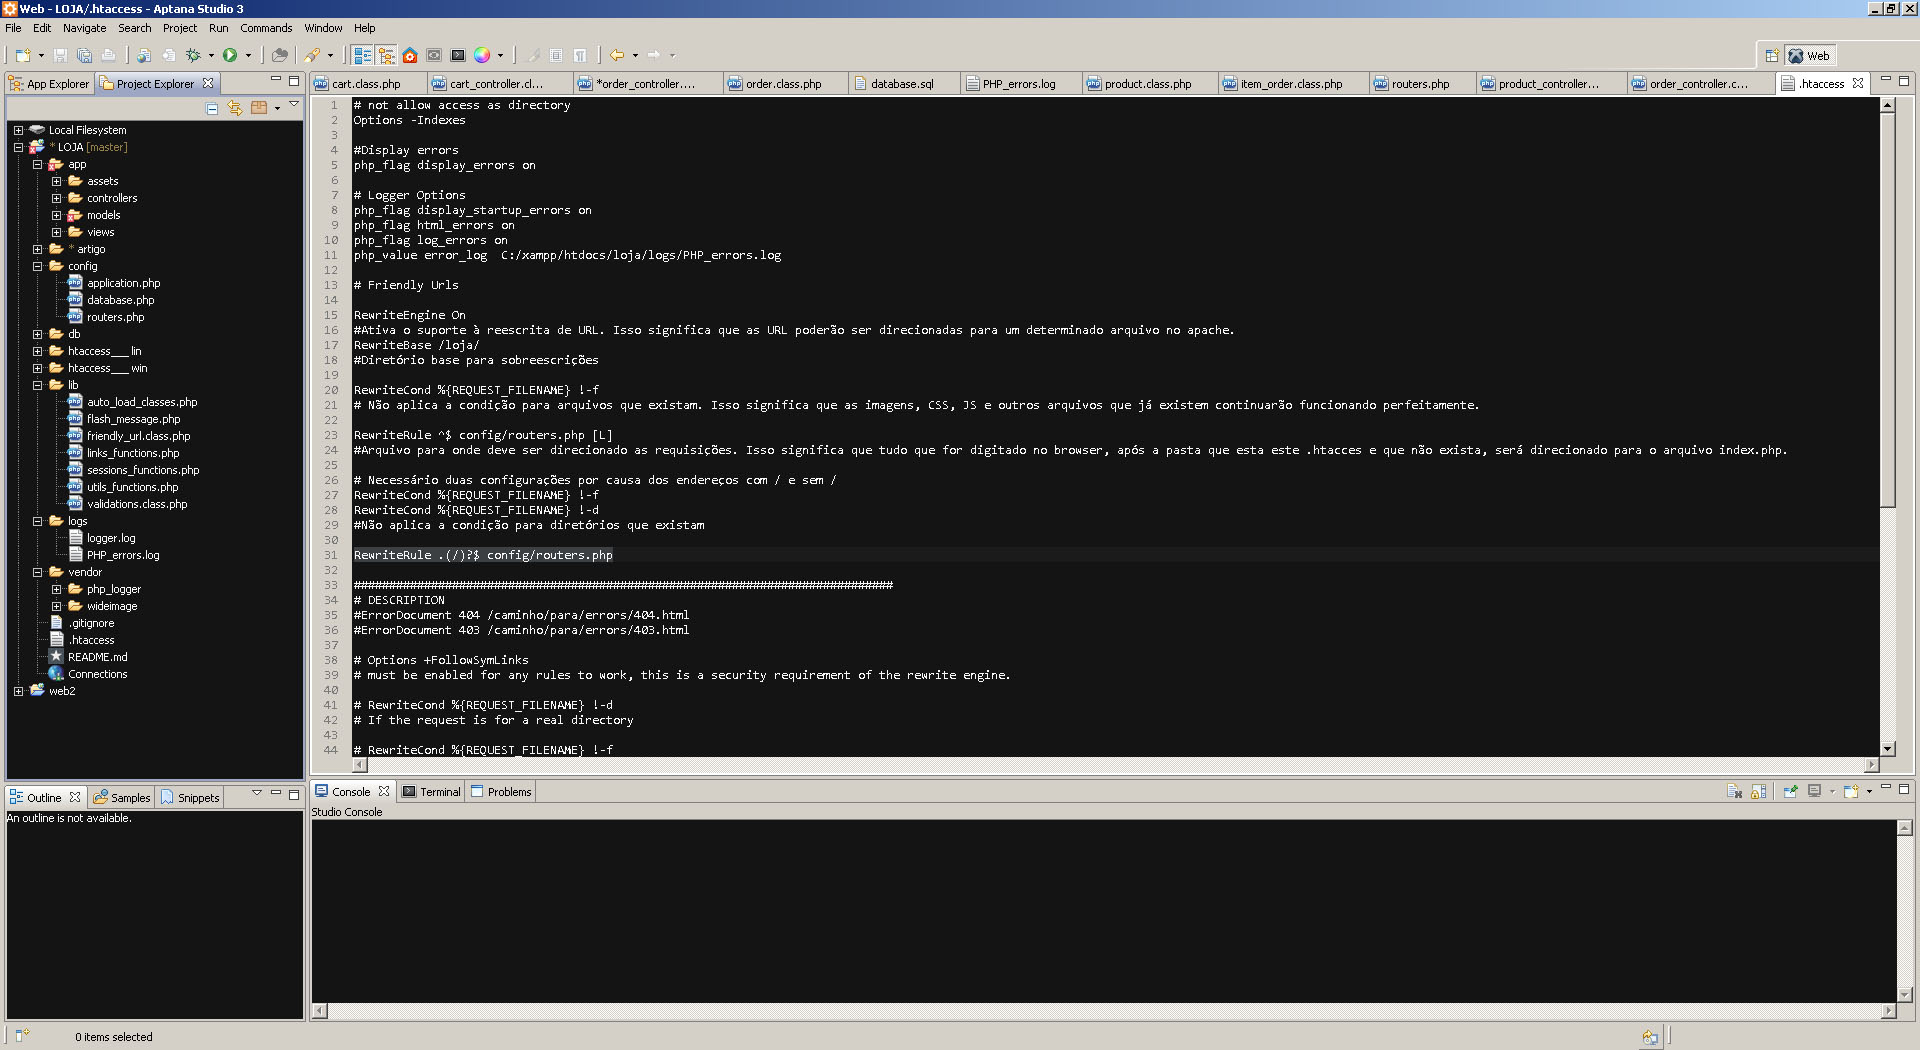 Web - LOJA/.htaccess - Aptana Studio 3
File Edit Navigate Search Project Run Commands Window Help
Web
App Explorer Project Explorer
cart.class.php cart_controller.cl... *order_controller.... order.class.php database.sql PHP_errors.log product.class.php item_order.class.php routers.php product_controller... order_controller.c... .htaccess
Local Filesystem
* LOJA [master]
app
assets
controllers
models
views
* artigo
config
application.php
database.php
routers.php
db
htaccess___lin
htaccess___win
lib
auto_load_classes.php
flash_message.php
friendly_url.class.php
links_functions.php
sessions_functions.php
utils_functions.php
validations.class.php
logs
logger.log
PHP_errors.log
vendor
php_logger
wideimage
.gitignore
.htaccess
README.md
Connections
web2
1 # not allow access as directory
2 Options -Indexes
3
4 #Display errors
5 php_flag display_errors on
6
7 # Logger Options
8 php_flag display_startup_errors on
9 php_flag html_errors on
10 php_flag log_errors on
11 php_value error_log  C:/xampp/htdocs/loja/logs/PHP_errors.log
12
13 # Friendly Urls
14
15 RewriteEngine On
16 #Ativa o suporte à reescrita de URL. Isso significa que as URL poderão ser direcionadas para um determinado arquivo no apache.
17 RewriteBase /loja/
18 #Diretório base para sobreescrições
19
20 RewriteCond %{REQUEST_FILENAME} !-f
21 # Não aplica a condição para arquivos que existam. Isso significa que as imagens, CSS, JS e outros arquivos que já existem continuarão funcionando perfeitamente.
22
23 RewriteRule ^$ config/routers.php [L]
24 #Arquivo para onde deve ser direcionado as requisições. Isso significa que tudo que for digitado no browser, após a pasta que esta este .htacces e que não exista, será direcionado para o arquivo index.php.
25
26 # Necessário duas configurações por causa dos endereços com / e sem /
27 RewriteCond %{REQUEST_FILENAME} !-f
28 RewriteCond %{REQUEST_FILENAME} !-d
29 #Não aplica a condição para diretórios que existam
30
31 RewriteRule .(/)?$ config/routers.php
32
33 #############################################################################
34 # DESCRIPTION
35 #ErrorDocument 404 /caminho/para/errors/404.html
36 #ErrorDocument 403 /caminho/para/errors/403.html
37
38 # Options +FollowSymLinks
39 # must be enabled for any rules to work, this is a security requirement of the rewrite engine.
40
41 # RewriteCond %{REQUEST_FILENAME} !-d
42 # If the request is for a real directory
43
44 # RewriteCond %{REQUEST_FILENAME} !-f
Outline Samples Snippets
An outline is not available.
Console Terminal Problems
Studio Console
0 items selected